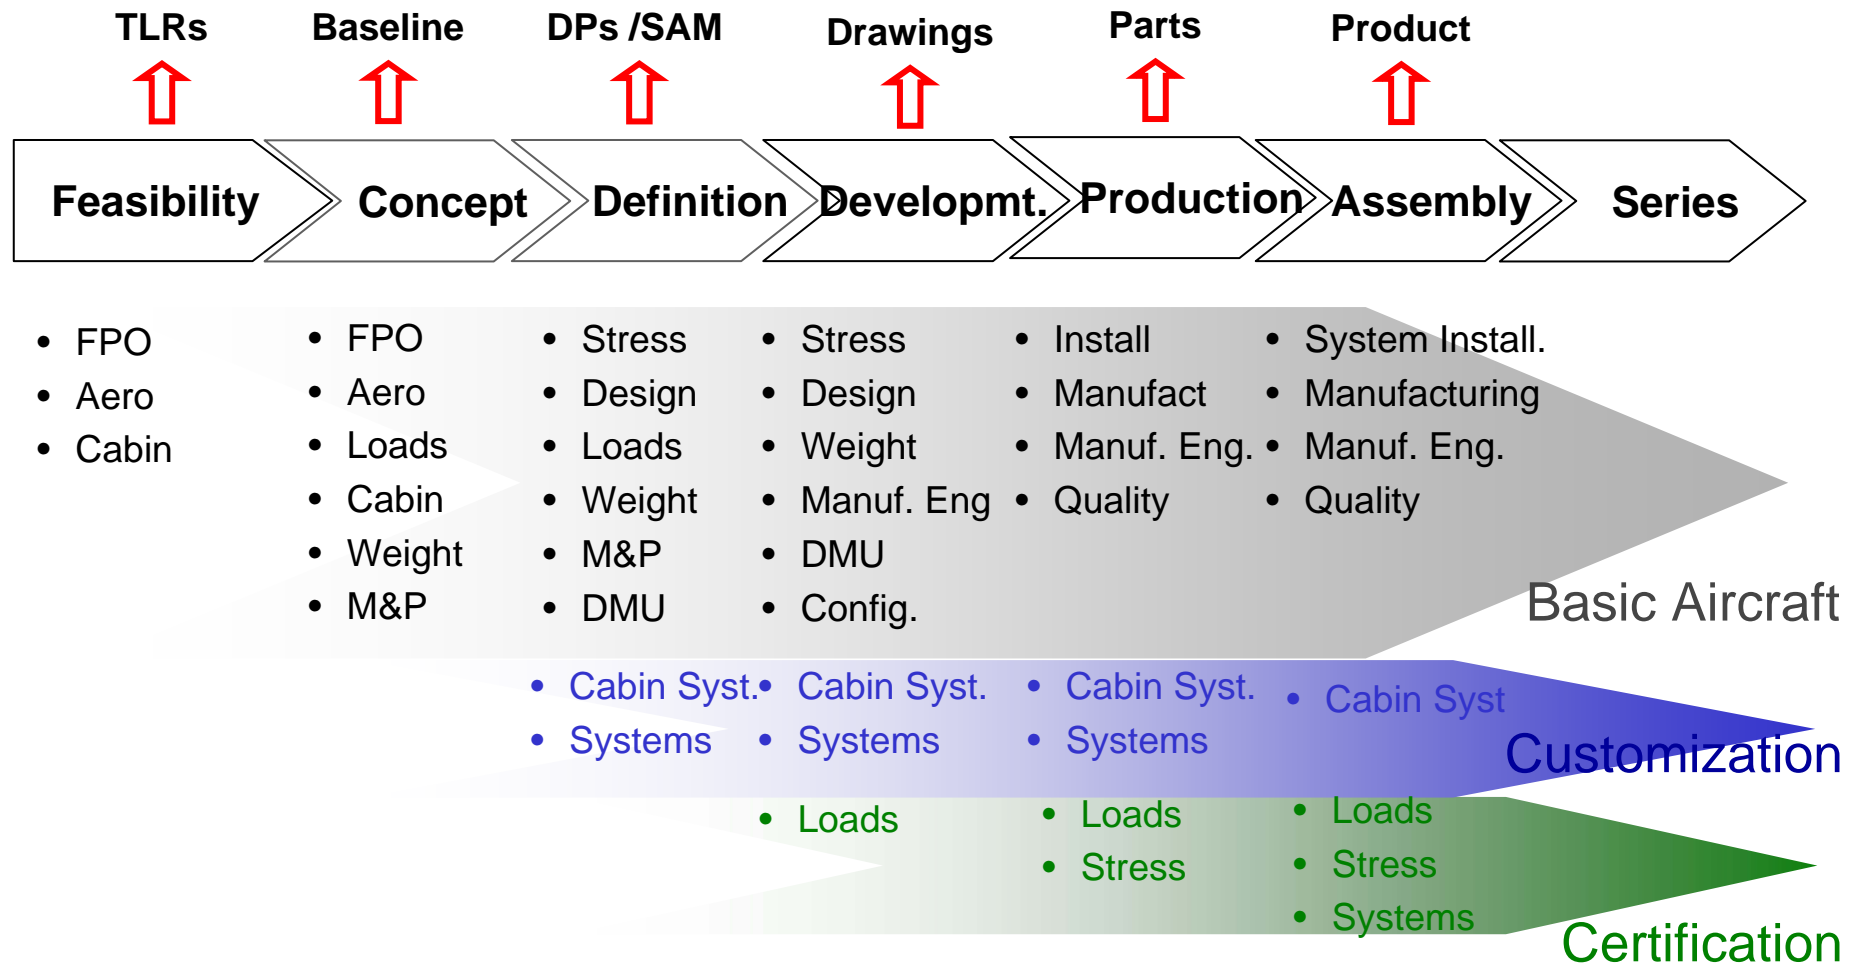 TLRs
Baseline
DPs /SAM
Drawings
Parts
Product
Feasibility
Concept
Definition
Developmt.
Production
Assembly
Series
• FPO
• Aero
• Cabin
• FPO
• Aero
• Loads
• Cabin
• Weight
• M&P
• Stress
• Design
• Loads
• Weight
• M&P
• DMU
• Stress
• Design
• Weight
• Manuf. Eng
• DMU
• Config.
• Install
• Manufact
• Manuf. Eng.
• Quality
• System Install.
• Manufacturing
• Manuf. Eng.
• Quality
Basic Aircraft
• Cabin Syst.
• Systems
• Cabin Syst.
• Systems
• Cabin Syst.
• Systems
• Cabin Syst
Customization
• Loads
• Loads
• Stress
• Loads
• Stress
• Systems
Certification